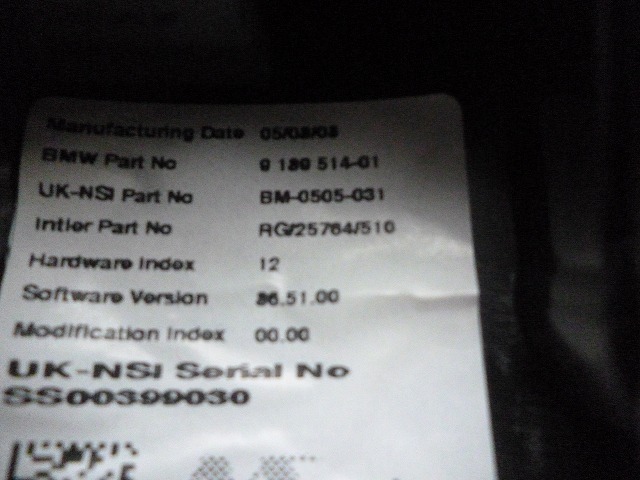 Manufacturing Date 05/08/08
BMW Part No 9 189 514-01
UK-NSI Part No BM-0505-031
Intier Part No RG/25764/510
Hardware Index 12
Software Version 86.51.00
Modification Index 00.00
UK-NSI Serial No
SS00399030